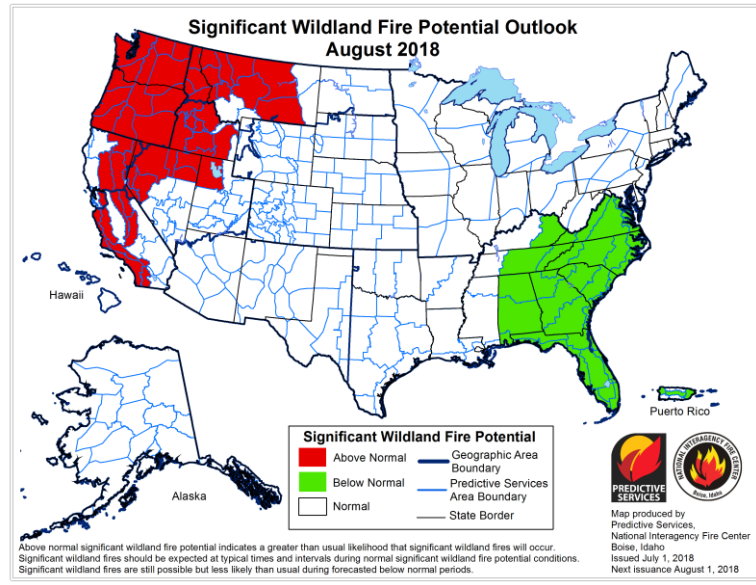 Significant Wildland Fire Potential Outlook
August 2018
Hawaii
Alaska
Puerto Rico
Significant Wildland Fire Potential
Above Normal
Below Normal
Normal
Geographic Area
Boundary
Predictive Services
Area Boundary
State Border
PREDICTIVE
SERVICES
NATIONAL INTERAGENCY FIRE CENTER
Boise, Idaho
Map produced by
Predictive Services,
National Interagency Fire Center
Boise, Idaho
Issued July 1, 2018
Next issuance August 1, 2018
Above normal significant wildland fire potential indicates a greater than usual likelihood that significant wildland fires will occur.
Significant wildland fires should be expected at typical times and intervals during normal significant wildland fire potential conditions.
Significant wildland fires are still possible but less likely than usual during forecasted below normal periods.